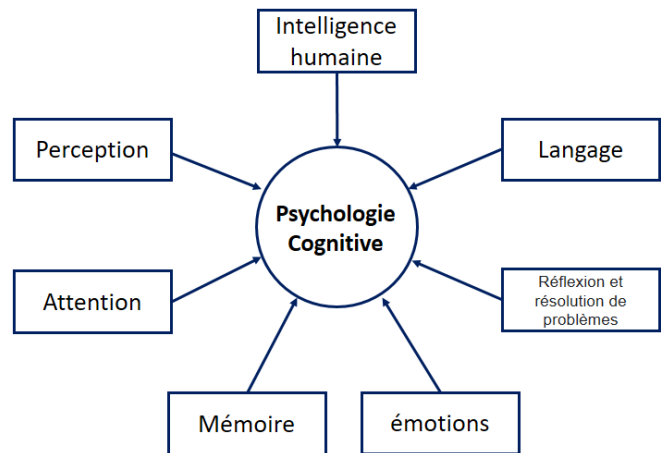 Intelligence
humaine
Perception
Langage
Psychologie
Cognitive
Attention
Réflexion et
résolution de
problèmes
Mémoire
émotions